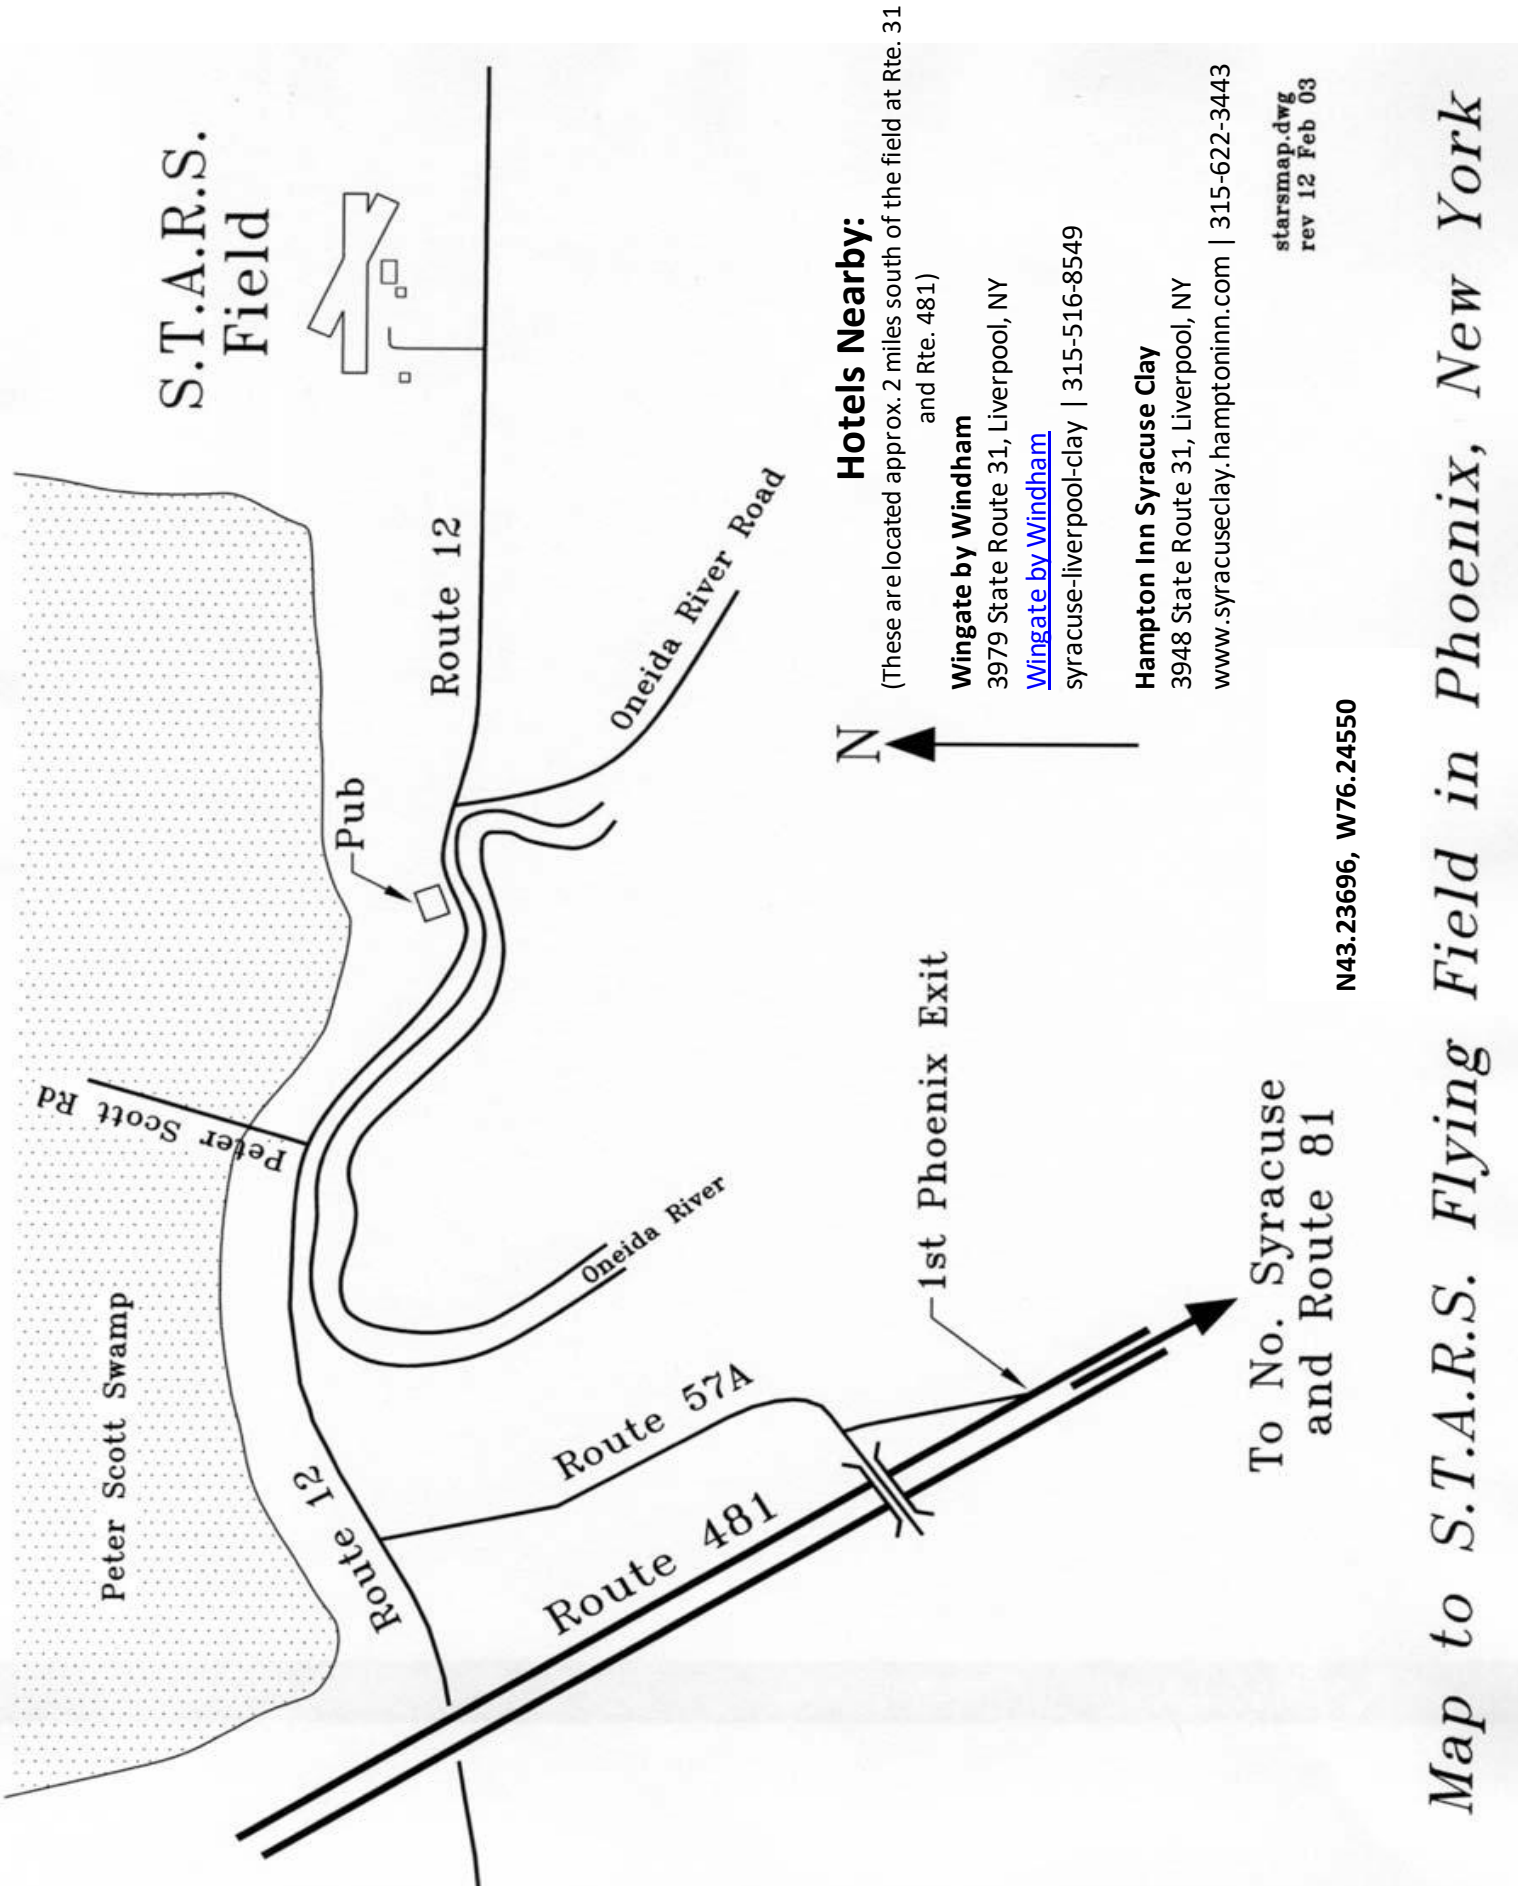 S.T.A.R.S.
Field
Peter Scott Swamp
Peter Scott Rd
Pub
Route 12
Route 12
Oneida River Road
Oneida River
Route 57A
Route 481
1st Phoenix Exit
N
To No. Syracuse
and Route 81
Hotels Nearby:
(These are located approx. 2 miles south of the field at Rte. 31
and Rte. 481)
Wingate by Windham
3979 State Route 31, Liverpool, NY
Wingate by Windham
syracuse-liverpool-clay | 315-516-8549
Hampton Inn Syracuse Clay
3948 State Route 31, Liverpool, NY
www.syracuseclay.hamptoninn.com | 315-622-3443
starsmap.dwg
rev 12 Feb 03
N43.23696, W76.24550
Map to S.T.A.R.S. Flying Field in Phoenix, New York